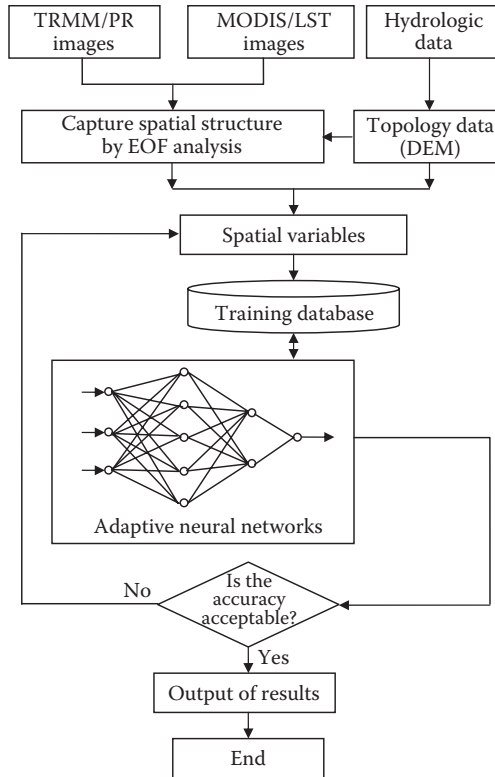 TRMM/PR
images
MODIS/LST
images
Hydrologic
data
Capture spatial structure
by EOF analysis
Topology data
(DEM)
Spatial variables
Training database
Adaptive neural networks
No
Is the
accuracy
acceptable?
Yes
Output of results
End